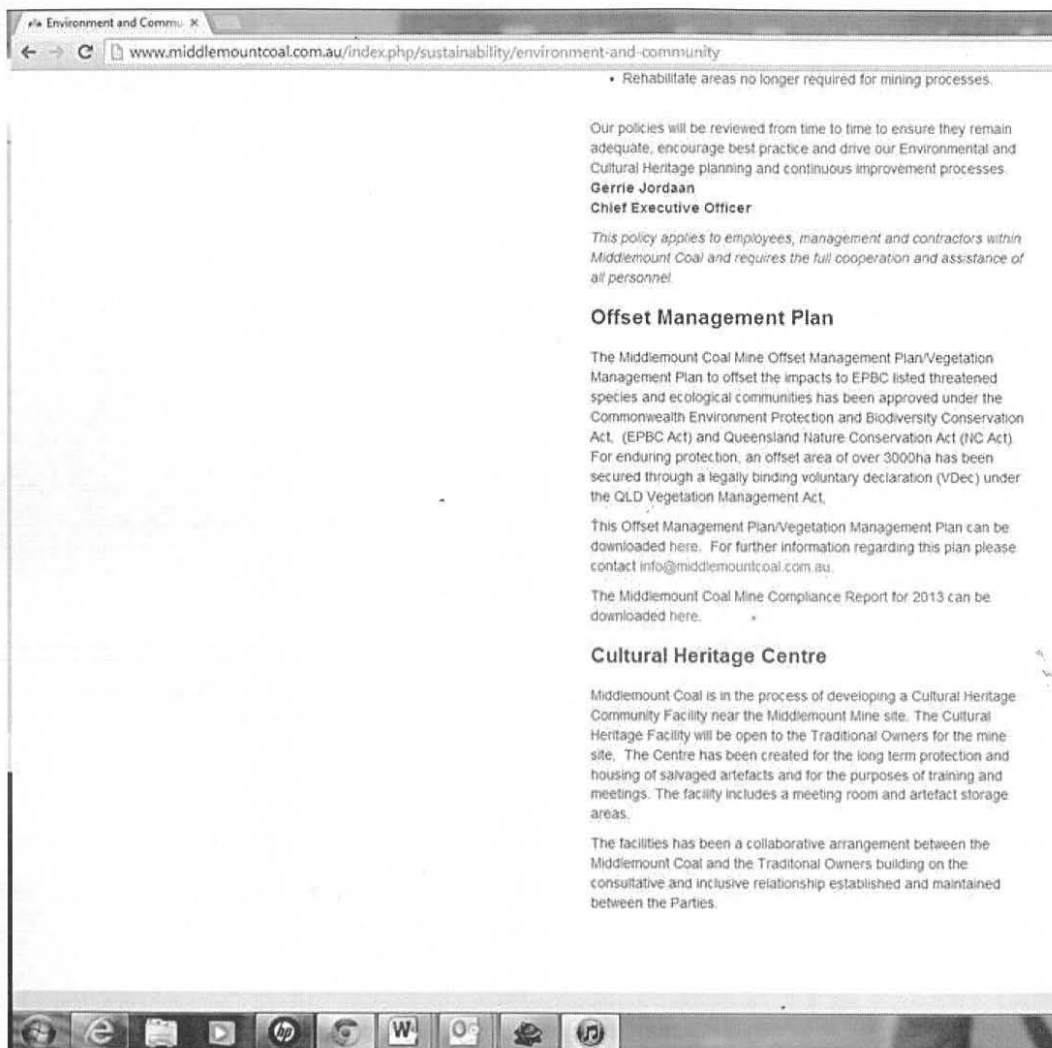 Environment and Commu
www.middlemountcoal.com.au/index.php/sustainability/environment-and-community
• Rehabilitate areas no longer required for mining processes.
Our policies will be reviewed from time to time to ensure they remain
adequate, encourage best practice and drive our Environmental and
Cultural Heritage planning and continuous improvement processes.
Gerrie Jordaan
Chief Executive Officer
This policy applies to employees, management and contractors within
Middlemount Coal and requires the full cooperation and assistance of
all personnel.
Offset Management Plan
The Middlemount Coal Mine Offset Management Plan/Vegetation
Management Plan to offset the impacts to EPBC listed threatened
species and ecological communities has been approved under the
Commonwealth Environment Protection and Biodiversity Conservation
Act, (EPBC Act) and Queensland Nature Conservation Act (NC Act).
For enduring protection, an offset area of over 3000ha has been
secured through a legally binding voluntary declaration (VDec) under
the QLD Vegetation Management Act,
This Offset Management Plan/Vegetation Management Plan can be
downloaded here. For further information regarding this plan please
contact info@middlemountcoal.com.au.
The Middlemount Coal Mine Compliance Report for 2013 can be
downloaded here.
Cultural Heritage Centre
Middlemount Coal is in the process of developing a Cultural Heritage
Community Facility near the Middlemount Mine site. The Cultural
Heritage Facility will be open to the Traditional Owners for the mine
site, The Centre has been created for the long term protection and
housing of salvaged artefacts and for the purposes of training and
meetings. The facility includes a meeting room and artefact storage
areas.
The facilities has been a collaborative arrangement between the
Middlemount Coal and the Traditonal Owners building on the
consultative and inclusive relationship established and maintained
between the Parties.
hp
W
O